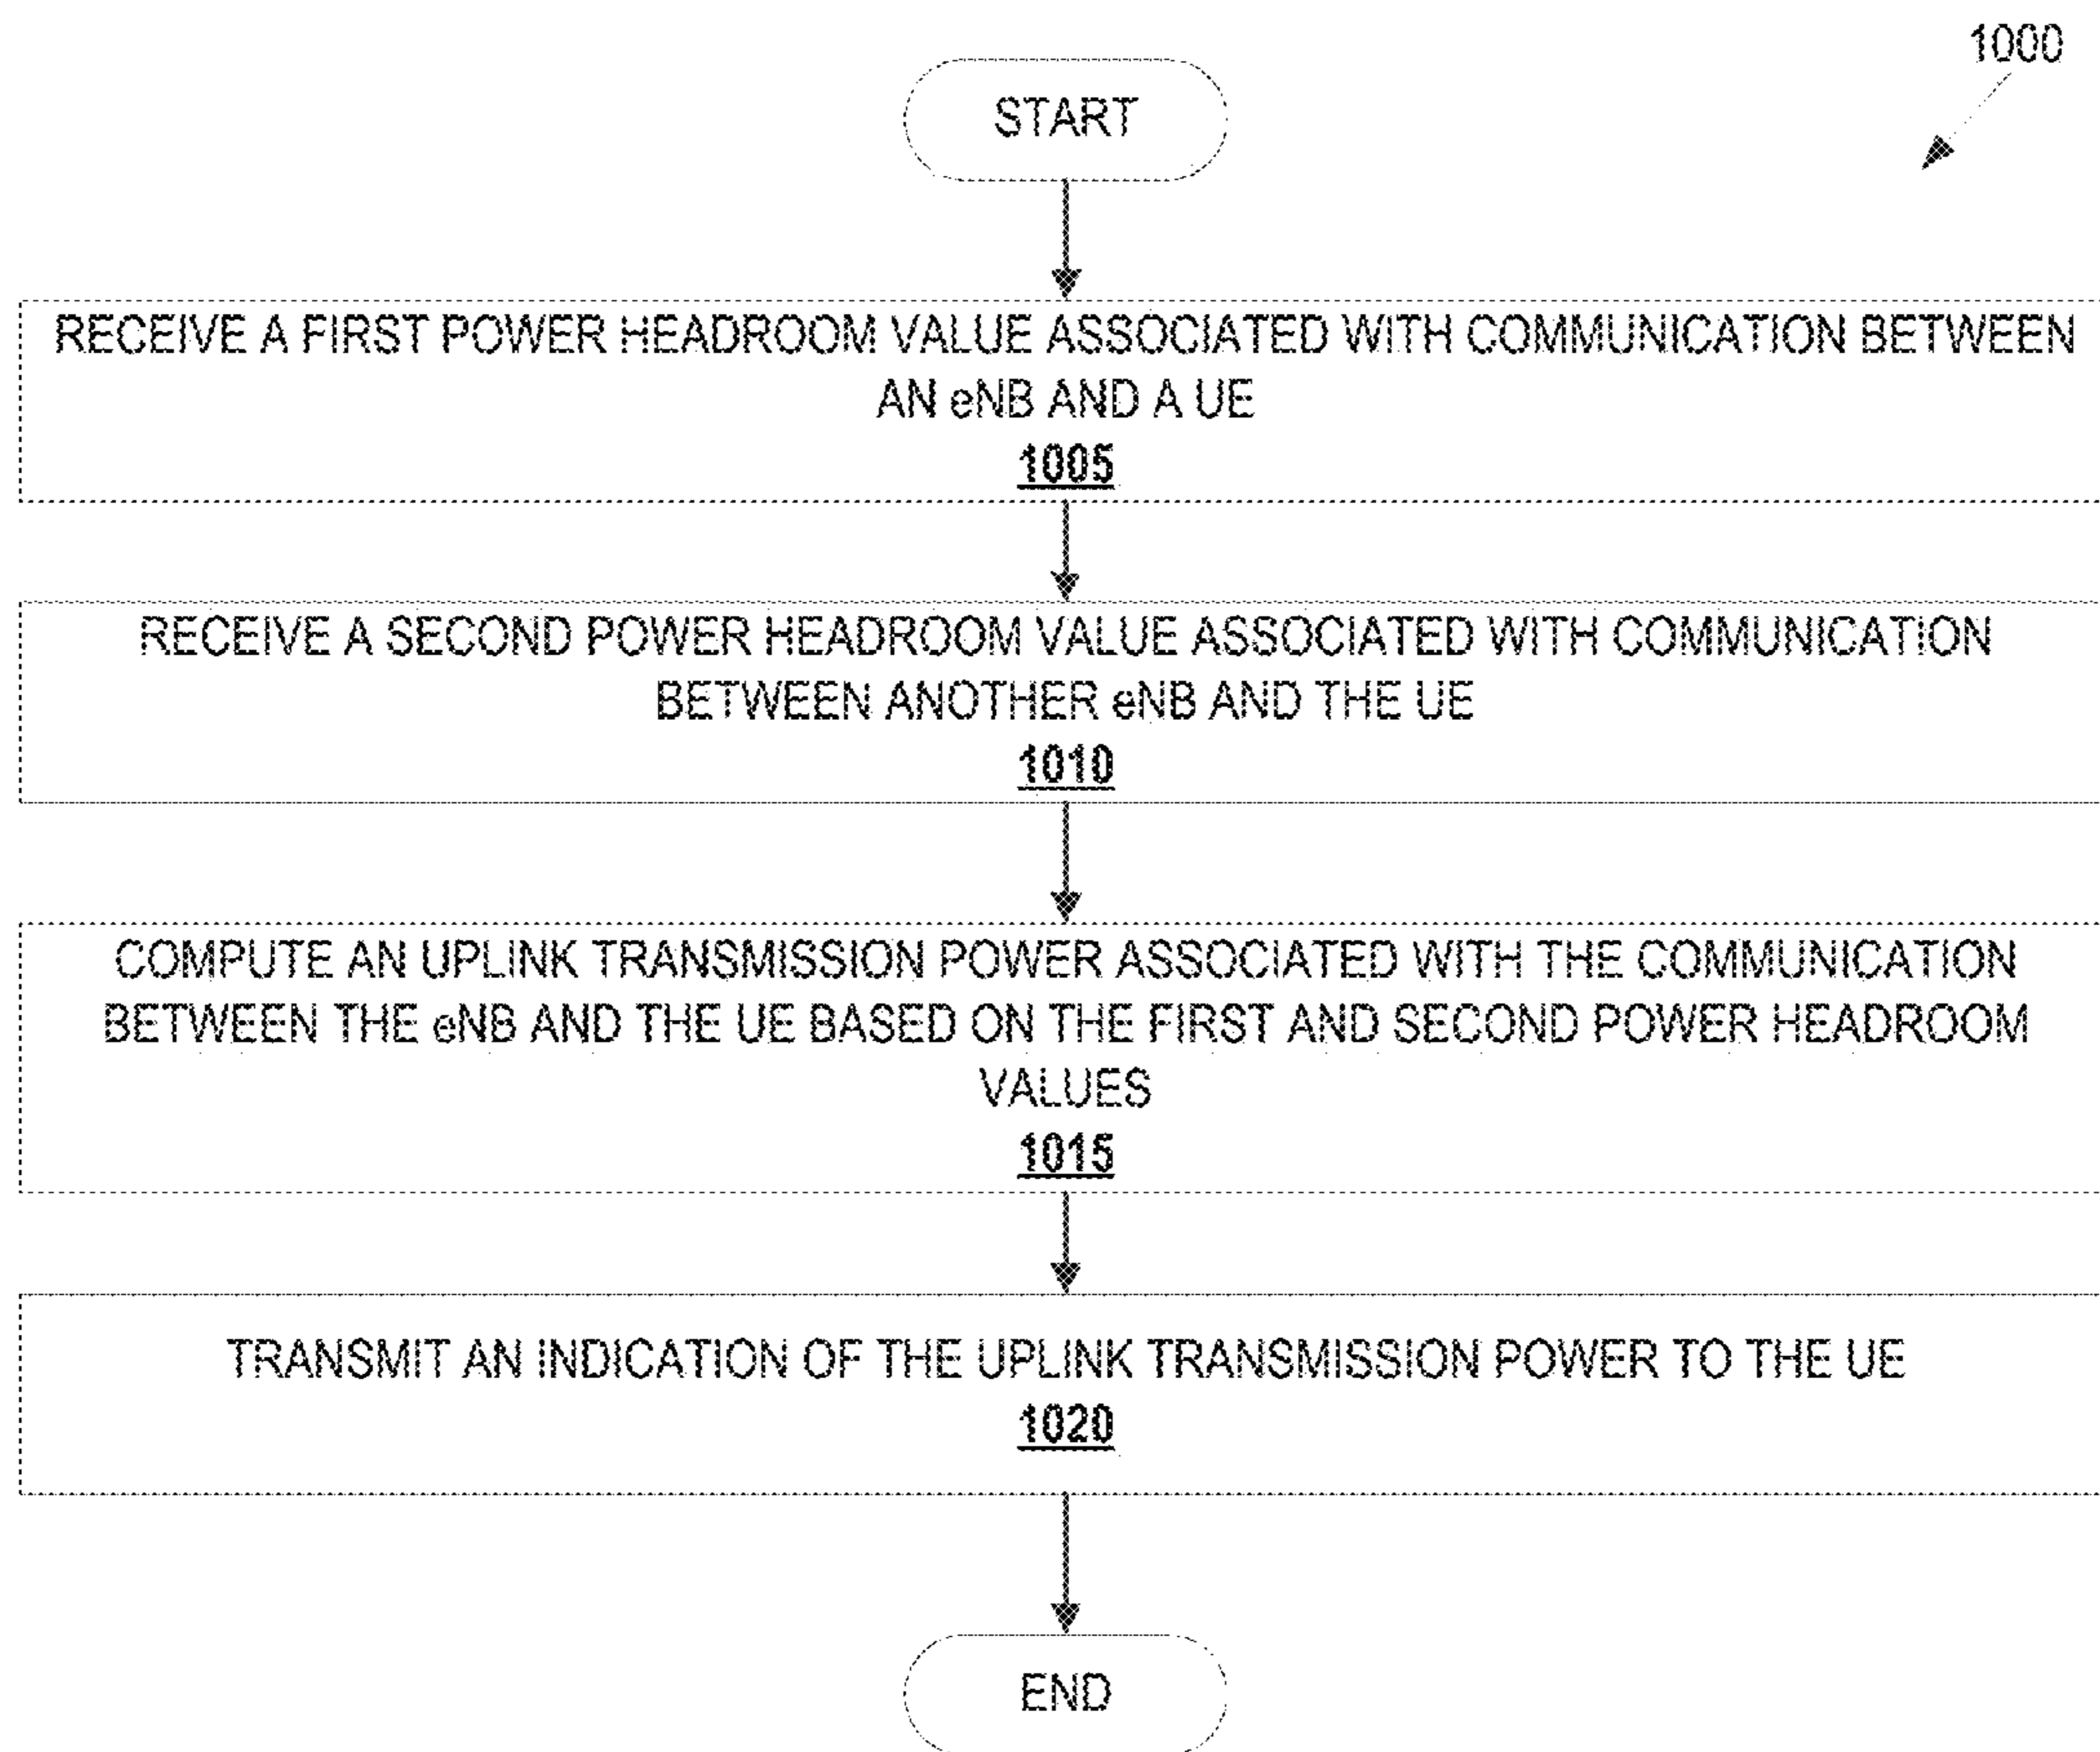 1000
START
RECEIVE A FIRST POWER HEADROOM VALUE ASSOCIATED WITH COMMUNICATION BETWEEN
AN eNB AND A UE
1005
RECEIVE A SECOND POWER HEADROOM VALUE ASSOCIATED WITH COMMUNICATION
BETWEEN ANOTHER eNB AND THE UE
1010
COMPUTE AN UPLINK TRANSMISSION POWER ASSOCIATED WITH THE COMMUNICATION
BETWEEN THE eNB AND THE UE BASED ON THE FIRST AND SECOND POWER HEADROOM
VALUES
1015
TRANSMIT AN INDICATION OF THE UPLINK TRANSMISSION POWER TO THE UE
1020
END